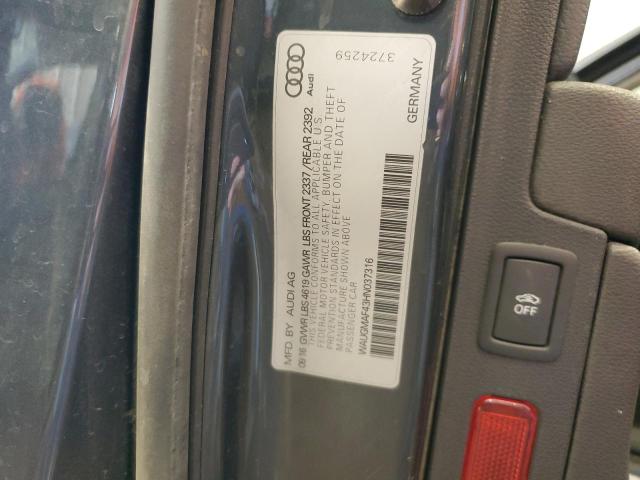 MFD. BY AUDI AG
09/16 GVWR LBS 4619 GAWR LBS FRONT 2337/REAR 2392
THIS VEHICLE CONFORMS TO ALL APPLICABLE U.S.
FEDERAL MOTOR VEHICLE SAFETY, BUMPER AND THEFT
PREVENTION STANDARDS IN EFFECT ON THE DATE OF
MANUFACTURE SHOWN ABOVE
PASSENGER CAR
WAUGMAF43HN037316
GERMANY
Audi
3724259
OFF